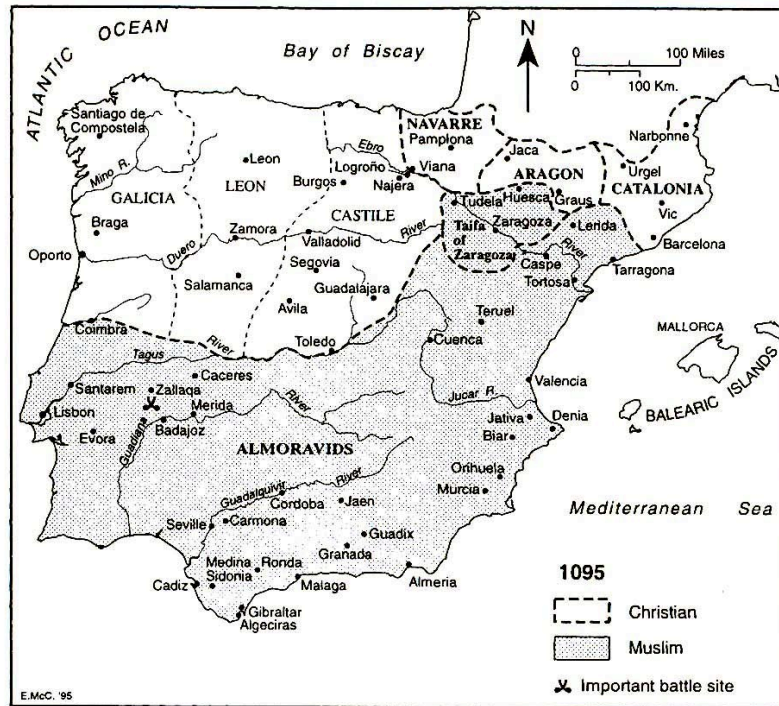 ATLANTIC OCEAN
Bay of Biscay
N
0 100 Miles
0 100 Km.
Santiago de
Compostela
Mino R.
GALICIA
Braga
Oporto
Duero
Leon
LEON
Zamora
Salamanca
Burgos
CASTILE
Valladolid
River
Segovia
Avila
Guadalajara
Ebro
Logroño
Najera
Viana
NAVARRE
Pamplona
Jaca
ARAGON
Huesca
Graus
Tudela
Zaragoza
Taifa
of
Zaragoza
Narbonne
Urgel
CATALONIA
Vic
Barcelona
Lerida
River
Caspe
Tarragona
Tortosa
Coimbra
River
Tagus
Toledo
Teruel
Cuenca
MALLORCA
BALEARIC ISLANDS
Santarem
Zallaqa
Caceres
Lisbon
Merida
River
Badajoz
Evora
Guadiana
Jucar R.
Valencia
Jativa
Denia
Biar
ALMORAVIDS
Orihuela
Murcia
Guadalquivir
River
Cordoba
Jaen
Seville
Carmona
Guadix
Granada
Mediterranean Sea
Medina
Sidonia
Ronda
Cadiz
Malaga
Almeria
Gibraltar
Algeciras
1095
Christian
Muslim
Important battle site
E.McC. '95